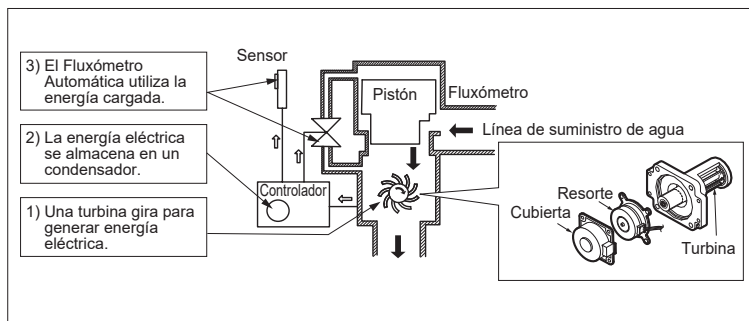 3) El Fluxómetro
Automática utiliza la
energía cargada.
2) La energía eléctrica
se almacena en un
condensador.
1) Una turbina gira para
generar energía
eléctrica.
Sensor
Controlador
Pistón
Fluxómetro
Línea de suministro de agua
Resorte
Cubierta
Turbina